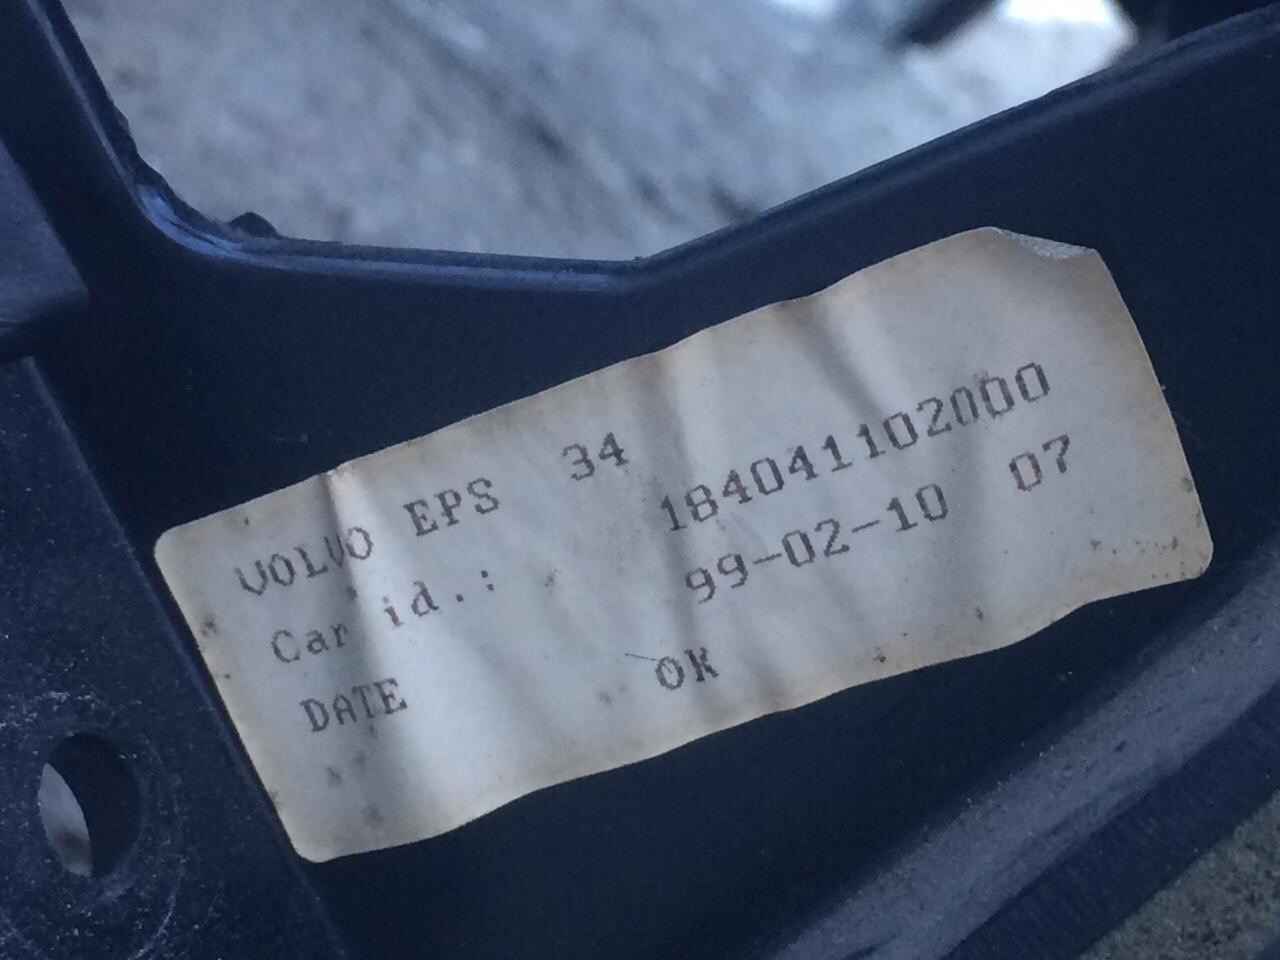 VOLVO EPS 34
Car id.: 184041102000
DATE 99-02-10 07
OK